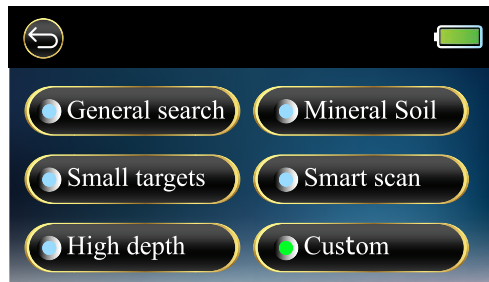 General search
Mineral Soil
Small targets
Smart scan
High depth
Custom